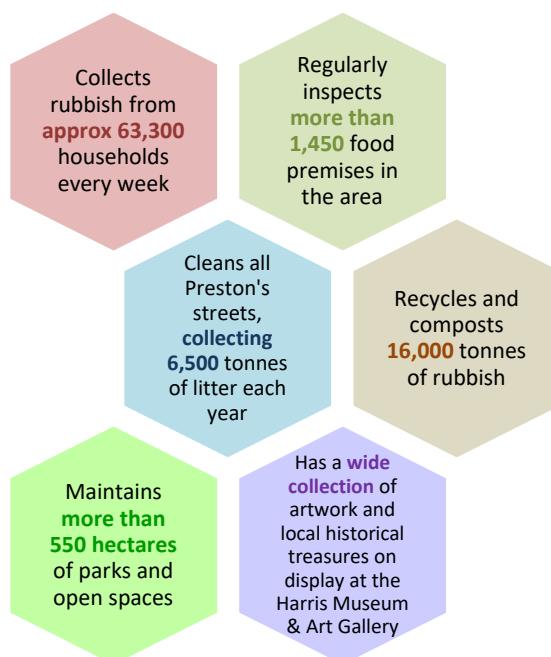 Collects
rubbish from
approx 63,300
households
every week
Regularly
inspects
more than
1,450 food
premises in
the area
Cleans all
Preston's
streets,
collecting
6,500 tonnes
of litter each
year
Recycles and
composts
16,000 tonnes
of rubbish
Maintains
more than
550 hectares
of parks and
open spaces
Has a wide
collection of
artwork and
local historical
treasures on
display at the
Harris Museum
& Art Gallery